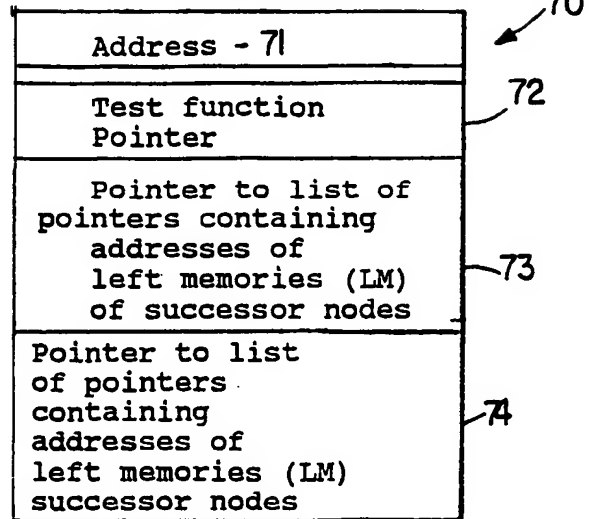 70
Address - 71
72
Test function
Pointer
Pointer to list of
pointers containing
addresses of
left memories (LM)
of successor nodes
73
Pointer to list
of pointers
containing
addresses of
left memories (LM)
successor nodes
74